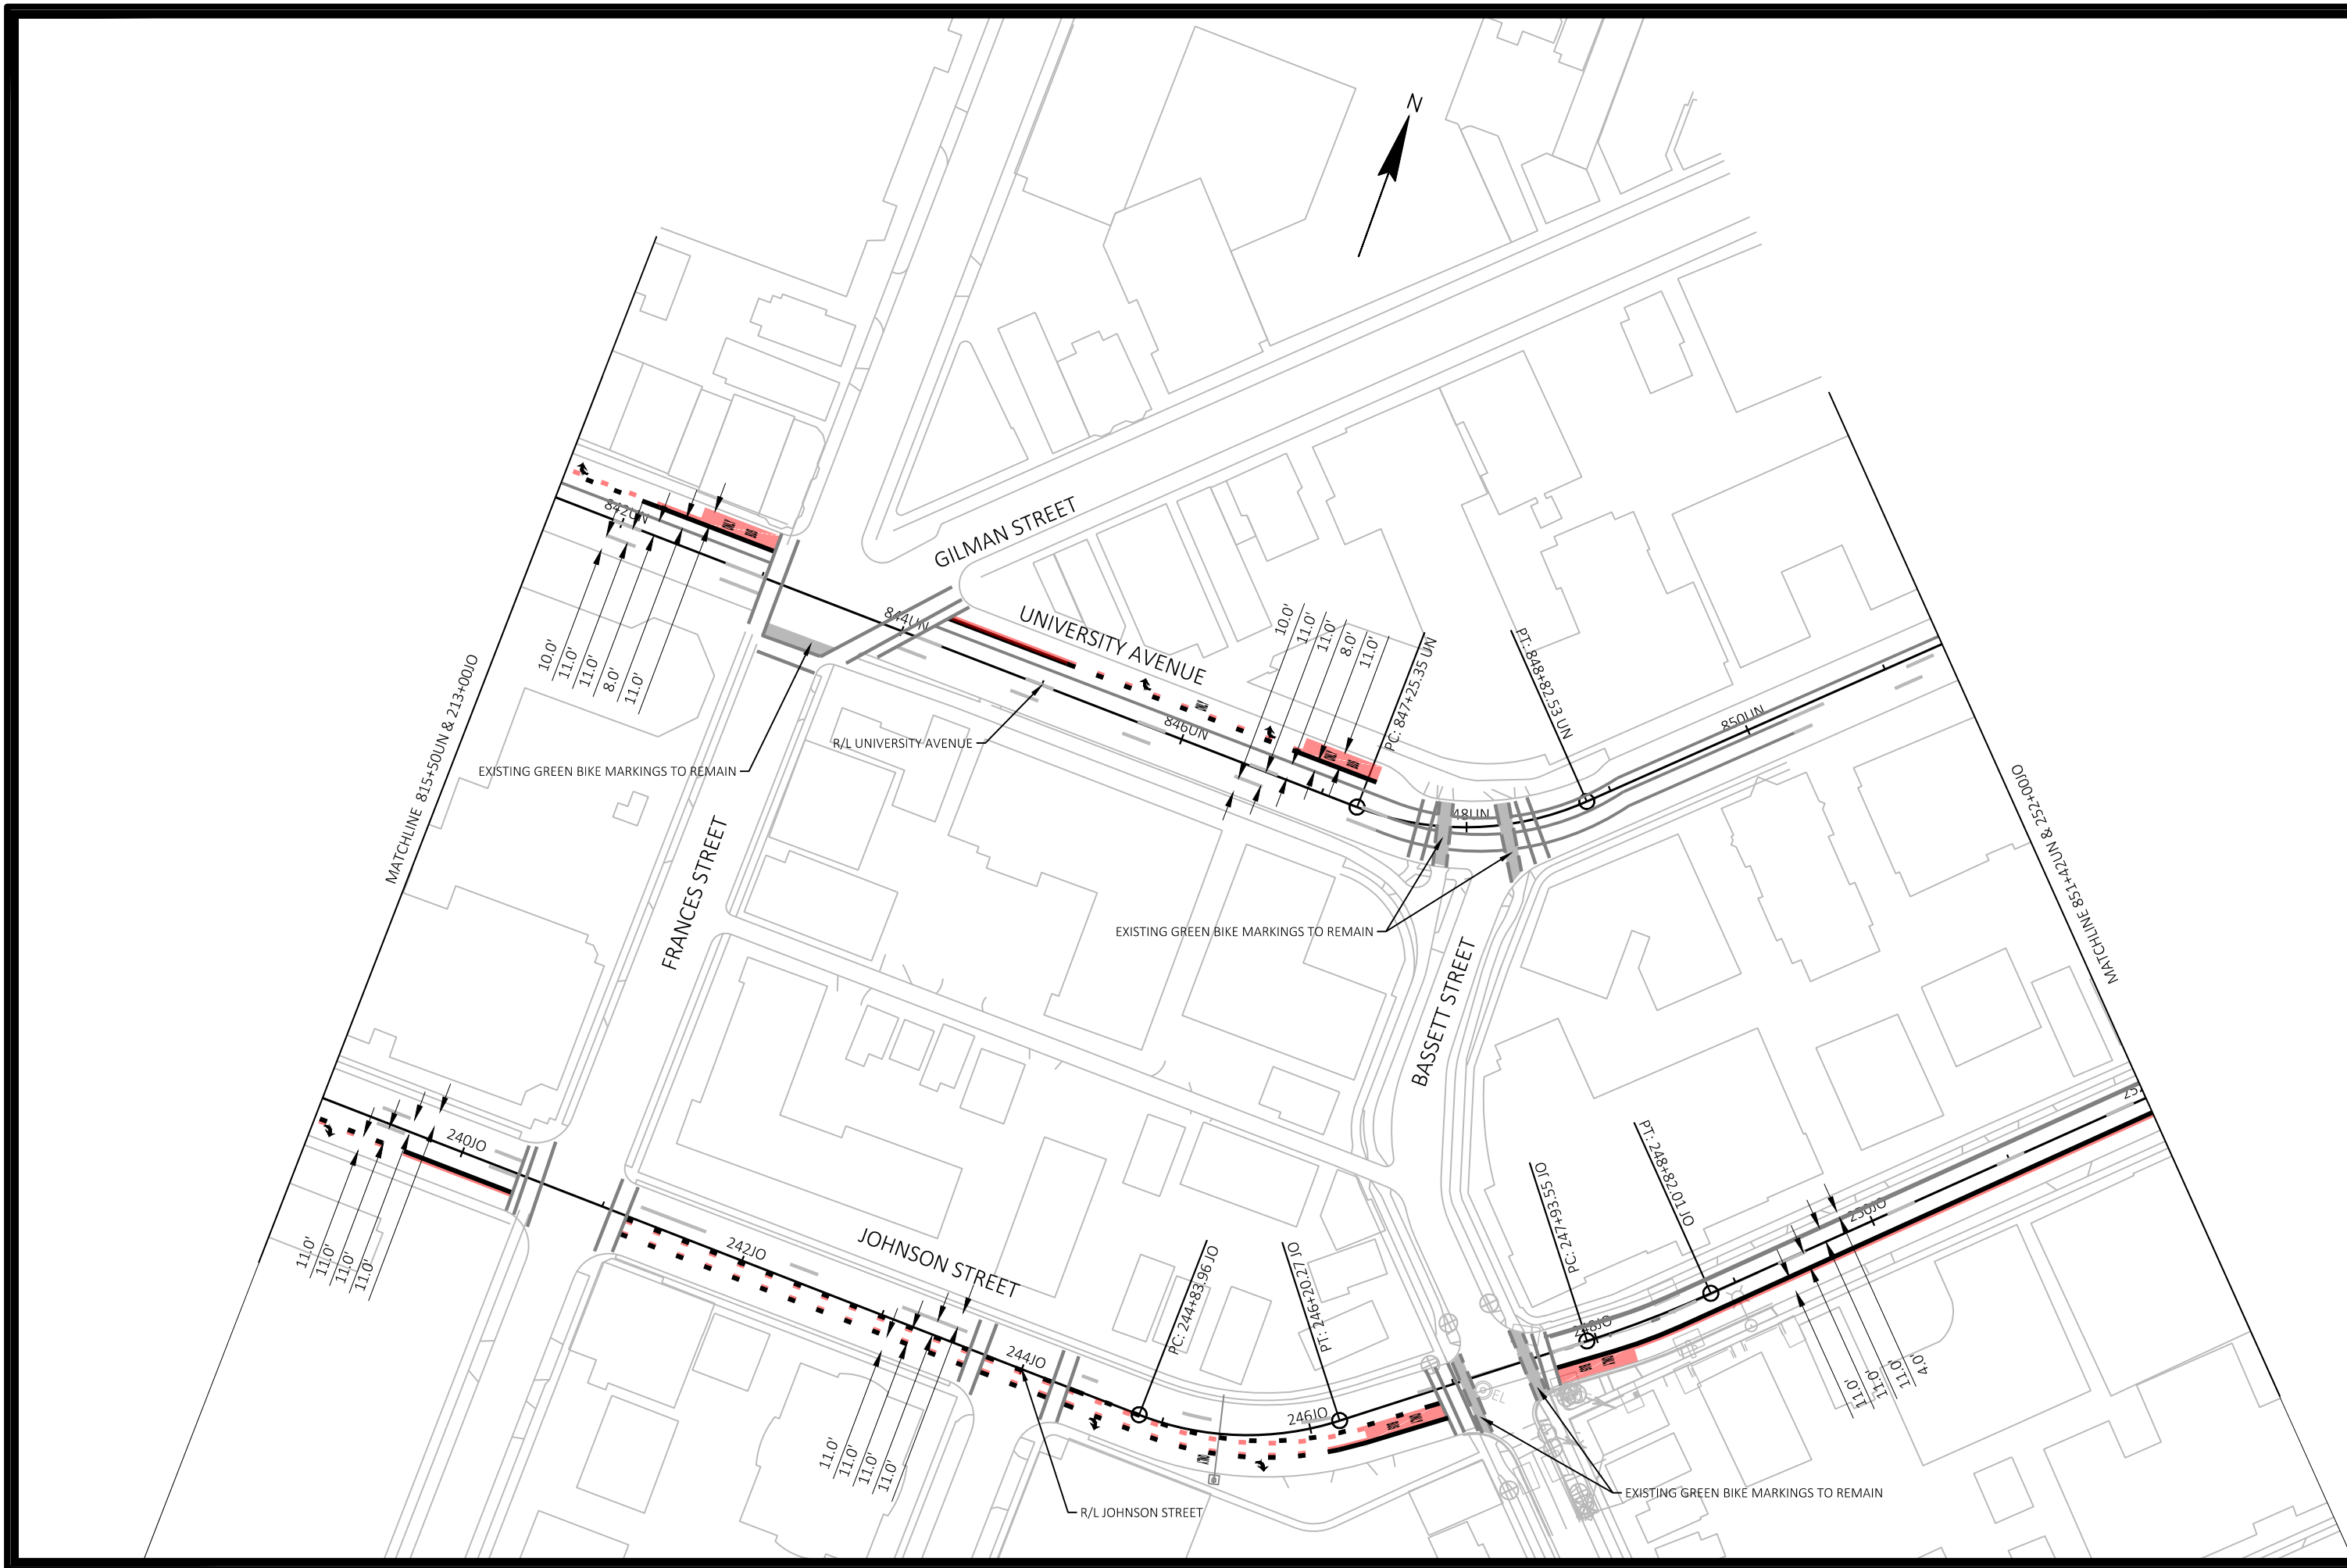 N
842UN
GILMAN STREET
844UN
UNIVERSITY AVENUE
10.0'
11.0'
11.0'
8.0'
11.0'
10.0'
11.0'
11.0'
8.0'
11.0'
PC: 847+25.35 UN
PT: 848+82.53 UN
846UN
850UN
48UN
R/L UNIVERSITY AVENUE
EXISTING GREEN BIKE MARKINGS TO REMAIN
MATCHLINE  815+50UN & 213+00JO
MATCHLINE 851+42UN & 252+00JO
FRANCES STREET
EXISTING GREEN BIKE MARKINGS TO REMAIN
BASSETT STREET
240JO
11.0'
11.0'
11.0'
11.0'
242JO
JOHNSON STREET
PC: 244+83.96 JO
PT: 246+20.27 JO
PC: 247+93.55 JO
PT: 248+82.01 JO
250JO
248JO
244JO
246JO
11.0'
11.0'
11.0'
11.0'
11.0'
11.0'
11.0'
4.0'
EL
R/L JOHNSON STREET
EXISTING GREEN BIKE MARKINGS TO REMAIN